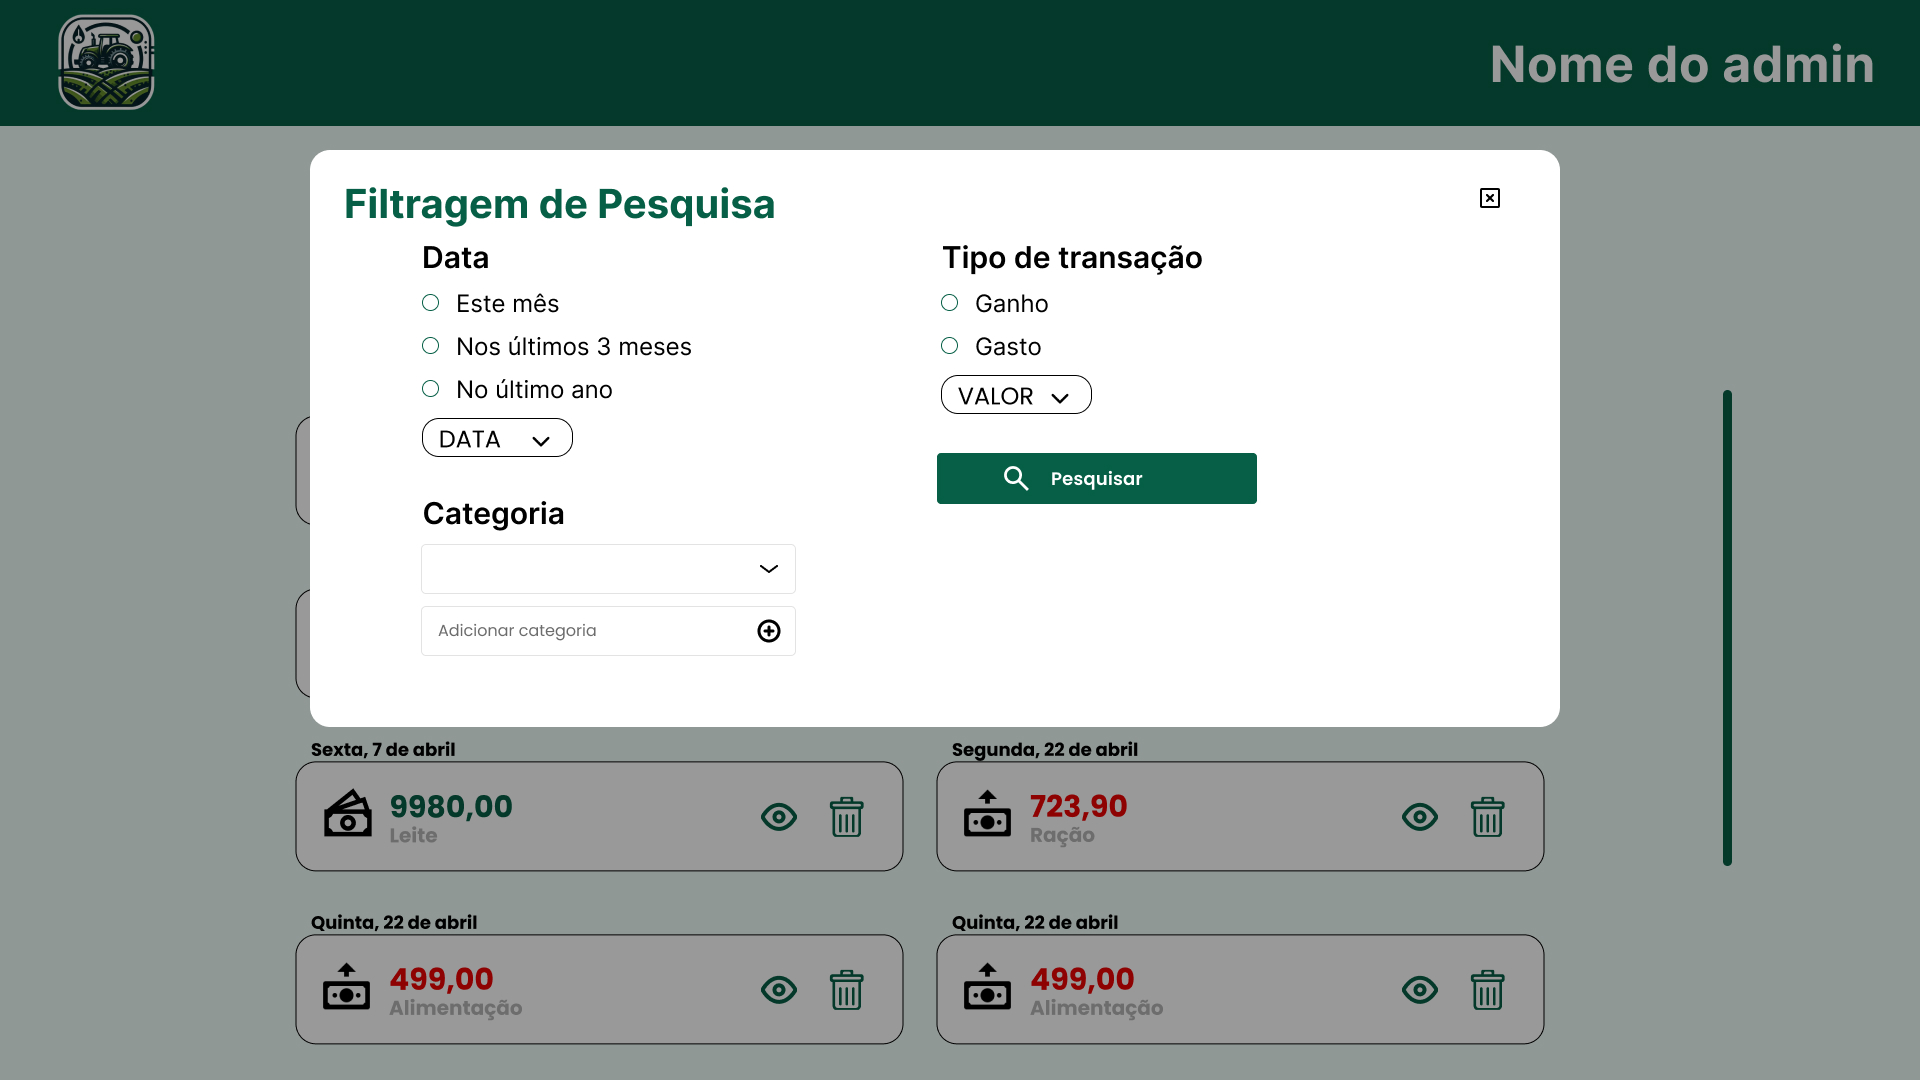 Nome do admin
Filtragem de Pesquisa
Data
Este mês
Nos últimos 3 meses
No último ano
DATA
Categoria
Adicionar categoria
Tipo de transação
Ganho
Gasto
VALOR
Pesquisar
Sexta, 7 de abril
9980,00
Leite
Segunda, 22 de abril
723,90
Ração
Quinta, 22 de abril
499,00
Alimentação
Quinta, 22 de abril
499,00
Alimentação